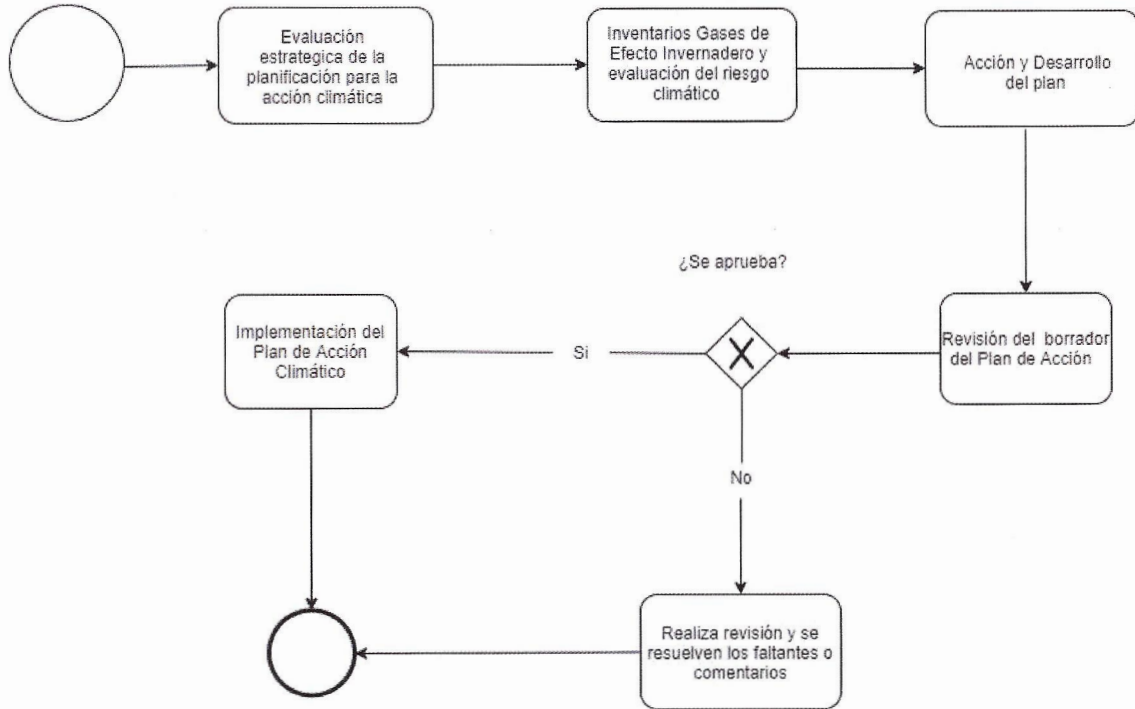 Evaluación
estrategica de la
planificación para la
acción climática
Inventarios Gases de
Efecto Invernadero y
evaluación del riesgo
climático
Acción y Desarrollo
del plan
¿Se aprueba?
Implementación del
Plan de Acción
Climático
Si
Revisión del borrador
del Plan de Acción
No
Realiza revisión y se
resuelven los faltantes o
comentarios